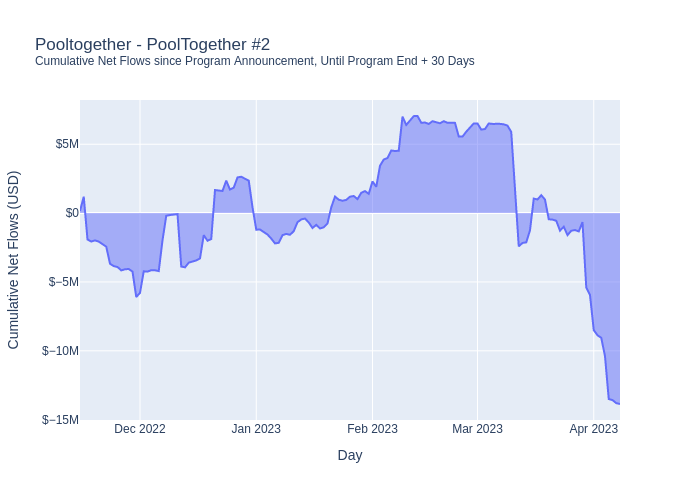 Pooltogether - PoolTogether #2
Cumulative Net Flows since Program Announcement, Until Program End + 30 Days
Cumulative Net Flows (USD)
$5M
$0
$−5M
$−10M
$−15M
Dec 2022
Jan 2023
Feb 2023
Mar 2023
Apr 2023
Day